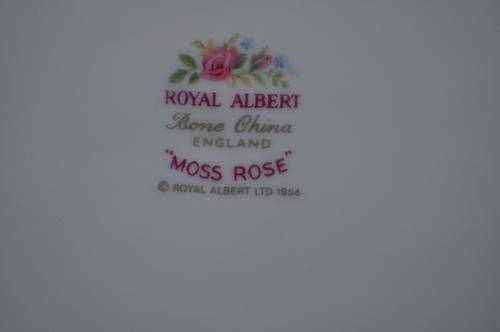 ROYAL ALBERT
Bone China
ENGLAND
"MOSS ROSE"
© ROYAL ALBERT LTD 1956